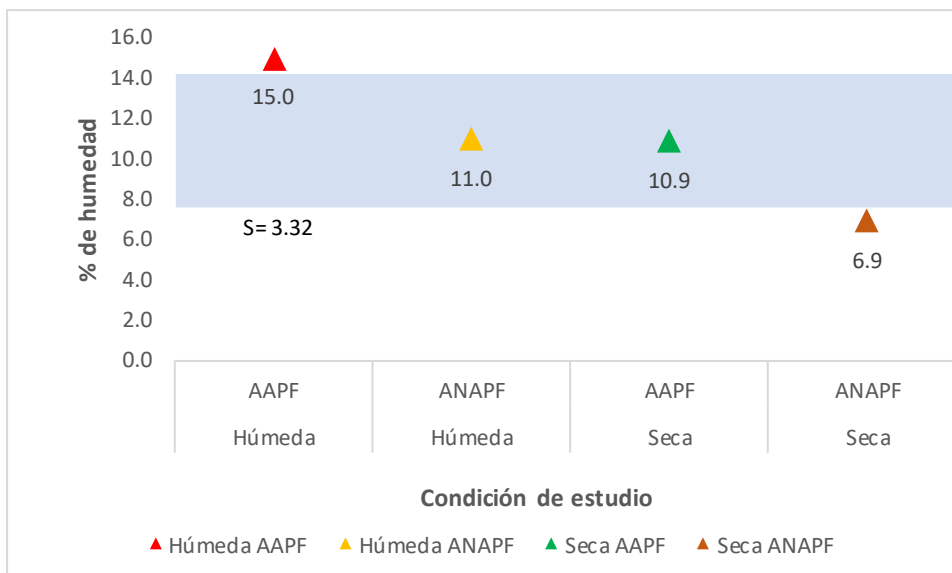 16.0
14.0
12.0
10.0
8.0
6.0
4.0
2.0
0.0
% de humedad
15.0
11.0
10.9
6.9
S= 3.32
AAPF ANAPF AAPF ANAPF
Húmeda Húmeda Seca Seca
Condición de estudio
Húmeda AAPF Húmeda ANAPF Seca AAPF Seca ANAPF